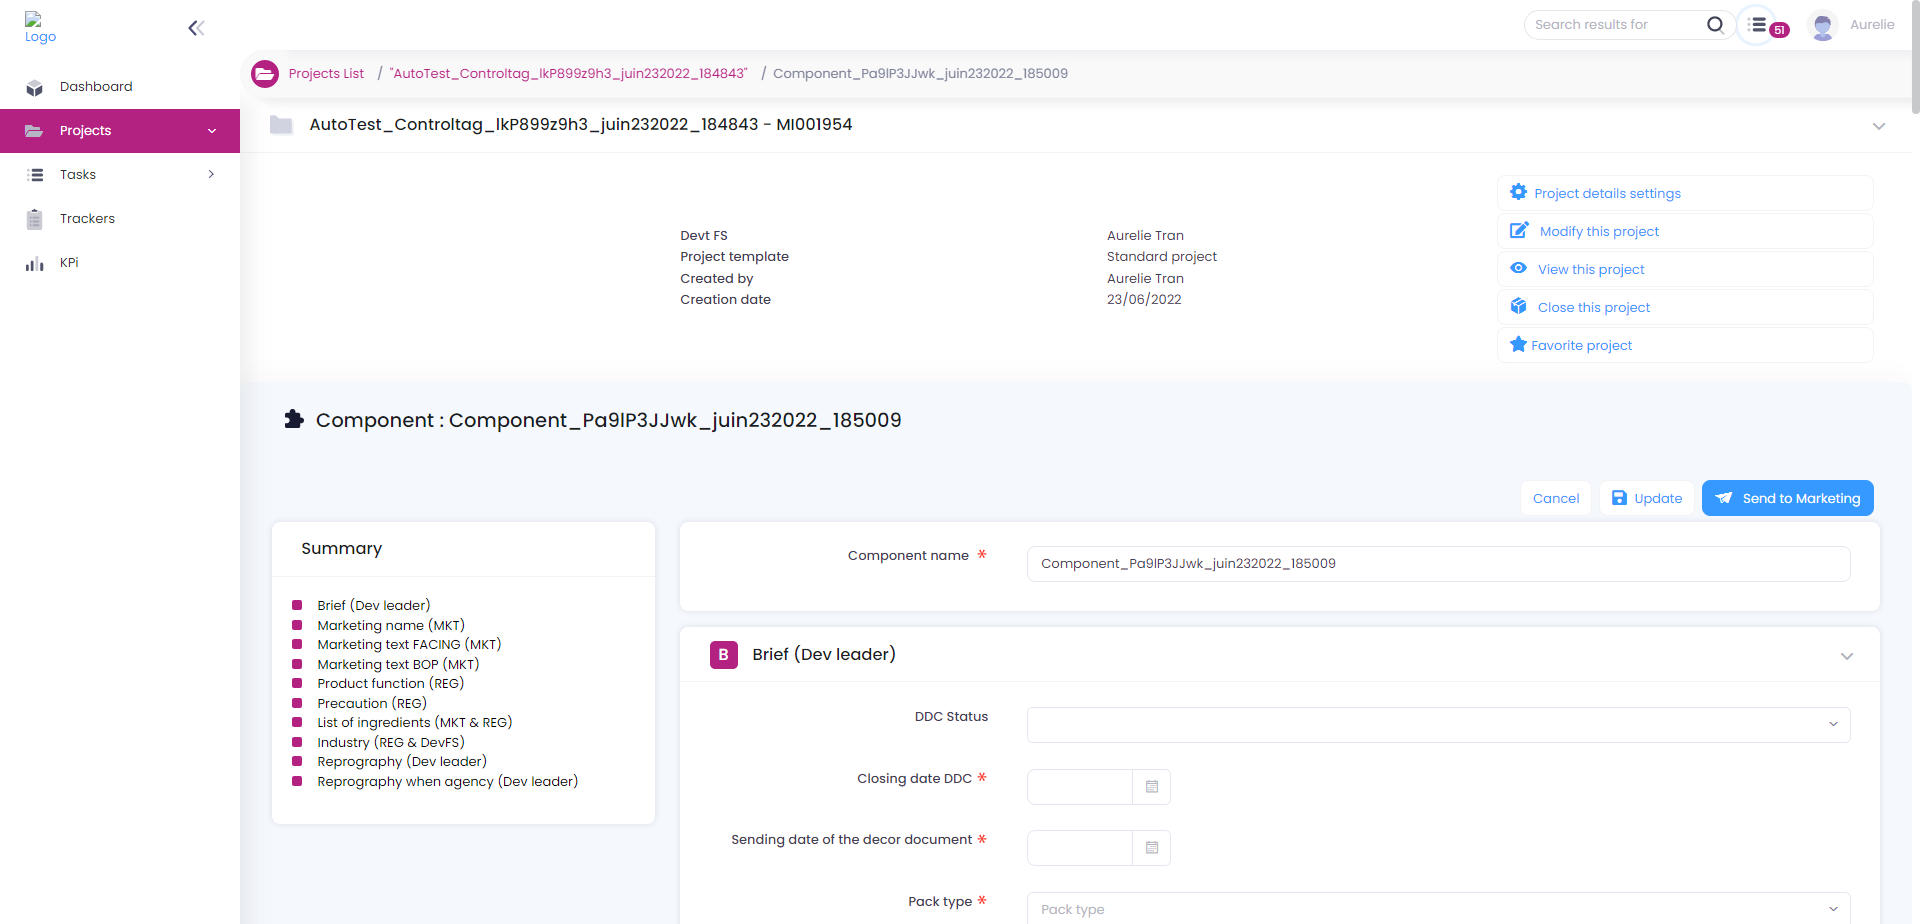 Logo
Search results for
51
Aurelie
Dashboard
Projects
Tasks
Trackers
KPi
Projects List / "AutoTest_Controltag_lkP899z9h3_juin232022_184843" / Component_Pa9lP3JJwk_juin232022_185009
AutoTest_Controltag_lkP899z9h3_juin232022_184843 - MI001954
Devt FS Aurelie Tran
Project template Standard project
Created by Aurelie Tran
Creation date 23/06/2022
Project details settings
Modify this project
View this project
Close this project
Favorite project
Component : Component_Pa9lP3JJwk_juin232022_185009
Cancel
Update
Send to Marketing
Summary
Brief (Dev leader)
Marketing name (MKT)
Marketing text FACING (MKT)
Marketing text BOP (MKT)
Product function (REG)
Precaution (REG)
List of ingredients (MKT & REG)
Industry (REG & DevFS)
Reprography (Dev leader)
Reprography when agency (Dev leader)
Component name * Component_Pa9lP3JJwk_juin232022_185009
B Brief (Dev leader)
DDC Status
Closing date DDC *
Sending date of the decor document *
Pack type * Pack type